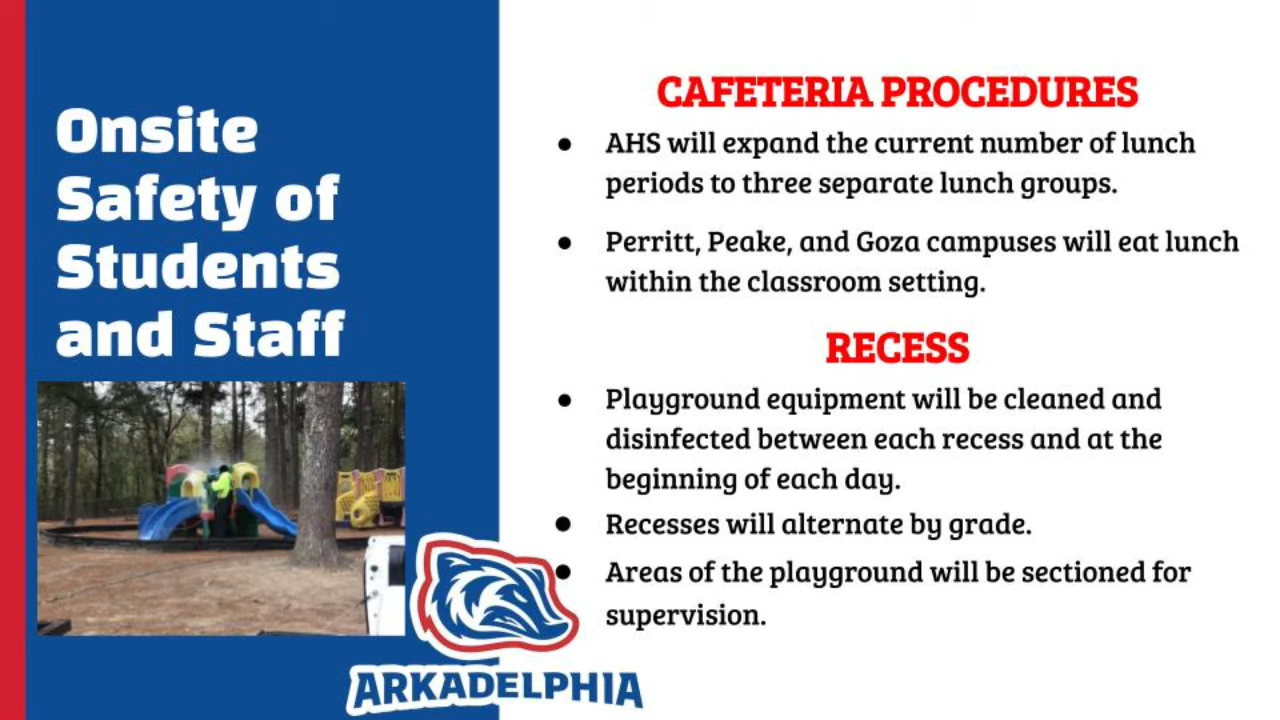 Onsite
Safety of
Students
and Staff
CAFETERIA PROCEDURES
● AHS will expand the current number of lunch
periods to three separate lunch groups.
● Perritt, Peake, and Goza campuses will eat lunch
within the classroom setting.
RECESS
● Playground equipment will be cleaned and
disinfected between each recess and at the
beginning of each day.
● Recesses will alternate by grade.
● Areas of the playground will be sectioned for
supervision.
ARKADELPHIA